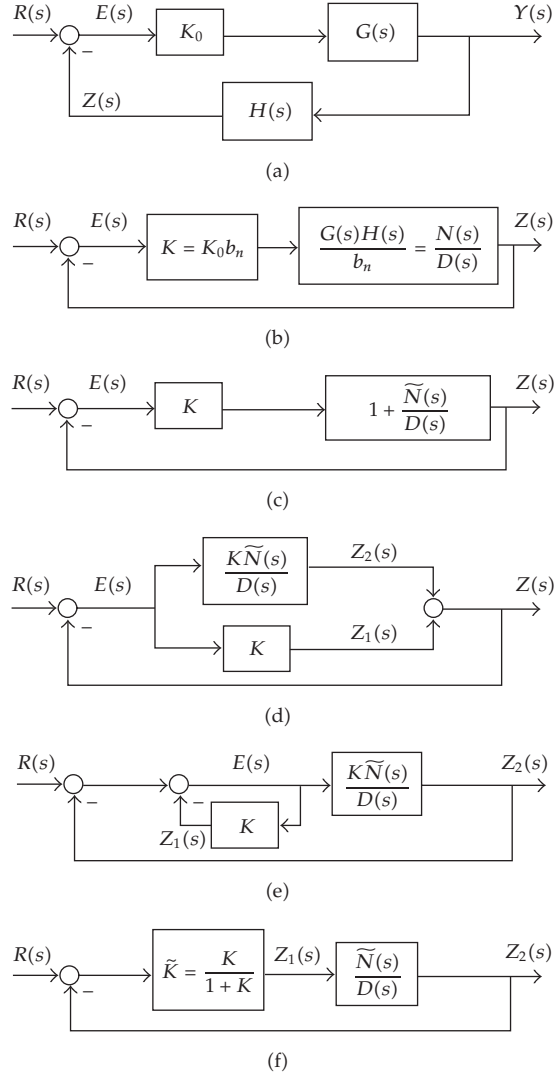 R(s) E(s) K₀ G(s) Y(s)
−
Z(s) H(s)
(a)
R(s) E(s) K = K₀bₙ G(s)H(s)/bₙ = N(s)/D(s) Z(s)
−
(b)
R(s) E(s) K 1 + Ñ(s)/D(s) Z(s)
−
(c)
KÑ(s)/D(s) Z₂(s)
R(s) E(s) Z(s)
−
K Z₁(s)
(d)
R(s) E(s) KÑ(s)/D(s) Z₂(s)
− −
Z₁(s) K
(e)
R(s) K̃ = K/(1 + K) Z₁(s) Ñ(s)/D(s) Z₂(s)
−
(f)